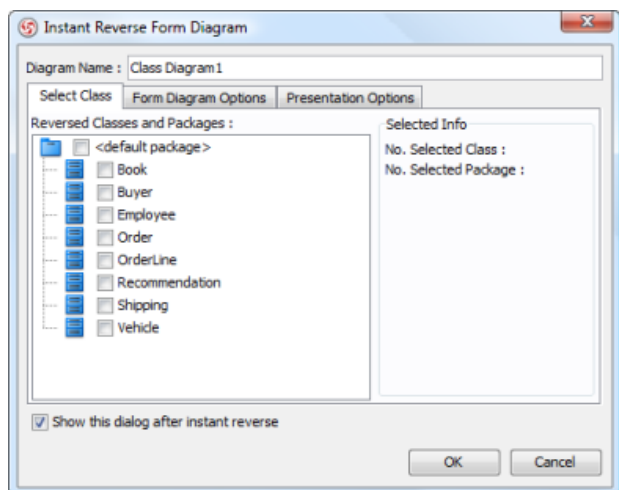 Instant Reverse Form Diagram
Diagram Name : Class Diagram1
Select Class Form Diagram Options Presentation Options
Reversed Classes and Packages :
<default package>
Book
Buyer
Employee
Order
OrderLine
Recommendation
Shipping
Vehicle
Selected Info
No. Selected Class :
No. Selected Package :
Show this dialog after instant reverse
OK Cancel